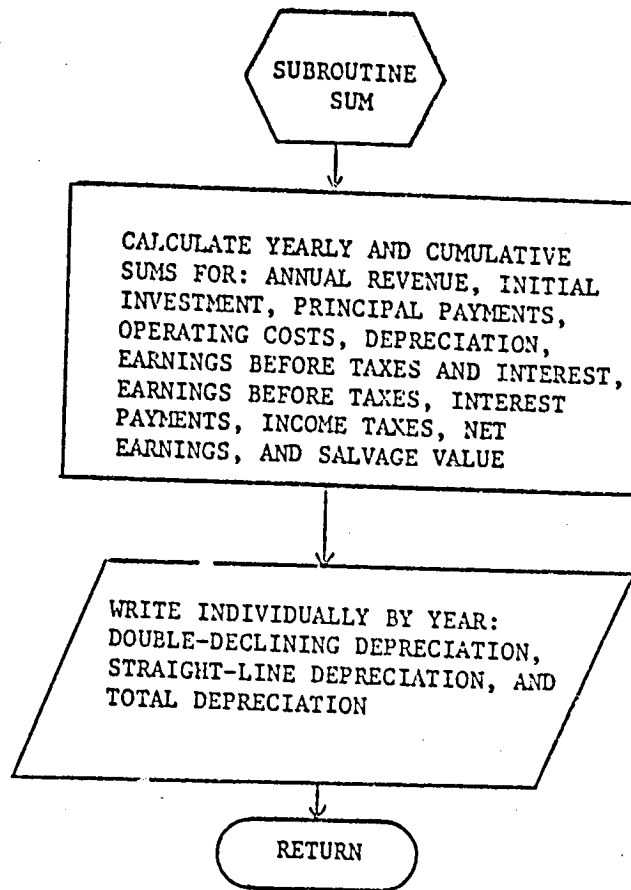 SUBROUTINE
SUM
CALCULATE YEARLY AND CUMULATIVE
SUMS FOR: ANNUAL REVENUE, INITIAL
INVESTMENT, PRINCIPAL PAYMENTS,
OPERATING COSTS, DEPRECIATION,
EARNINGS BEFORE TAXES AND INTEREST,
EARNINGS BEFORE TAXES, INTEREST
PAYMENTS, INCOME TAXES, NET
EARNINGS, AND SALVAGE VALUE
WRITE INDIVIDUALLY BY YEAR:
DOUBLE-DECLINING DEPRECIATION,
STRAIGHT-LINE DEPRECIATION, AND
TOTAL DEPRECIATION
RETURN